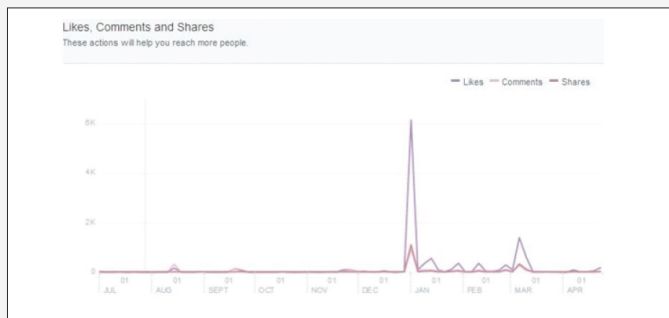 Likes, Comments and Shares
These actions will help you reach more people.
Likes Comments Shares
6K
4K
2K
0
01 01 01 01 01 01 01 01 01
JUL AUG SEPT OCT NOV DEC JAN FEB MAR APR